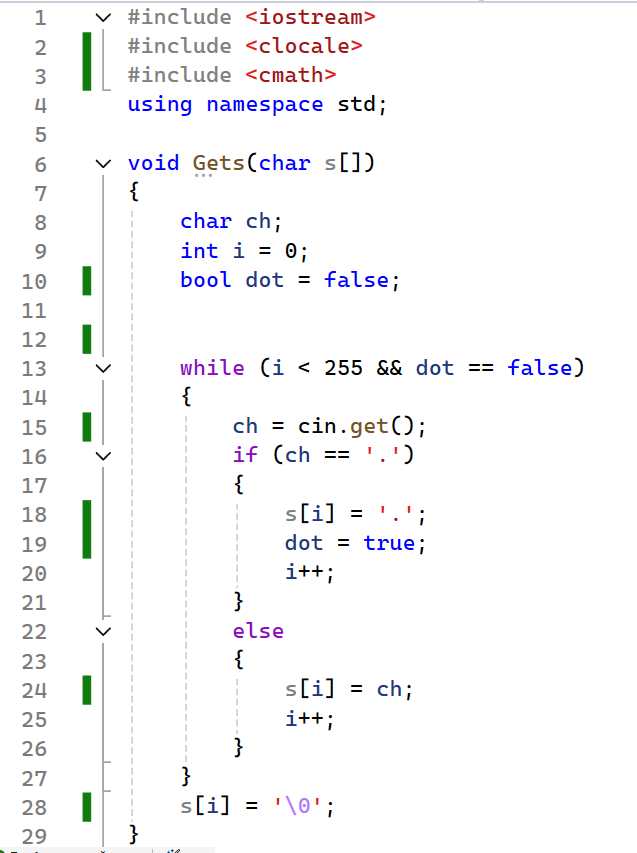 1 #include <iostream>
2 #include <clocale>
3 #include <cmath>
4 using namespace std;
5
6 void Gets(char s[])
7 {
8     char ch;
9     int i = 0;
10     bool dot = false;
11
12
13     while (i < 255 && dot == false)
14     {
15         ch = cin.get();
16         if (ch == '.')
17         {
18             s[i] = '.';
19             dot = true;
20             i++;
21         }
22         else
23         {
24             s[i] = ch;
25             i++;
26         }
27     }
28     s[i] = '\0';
29 }